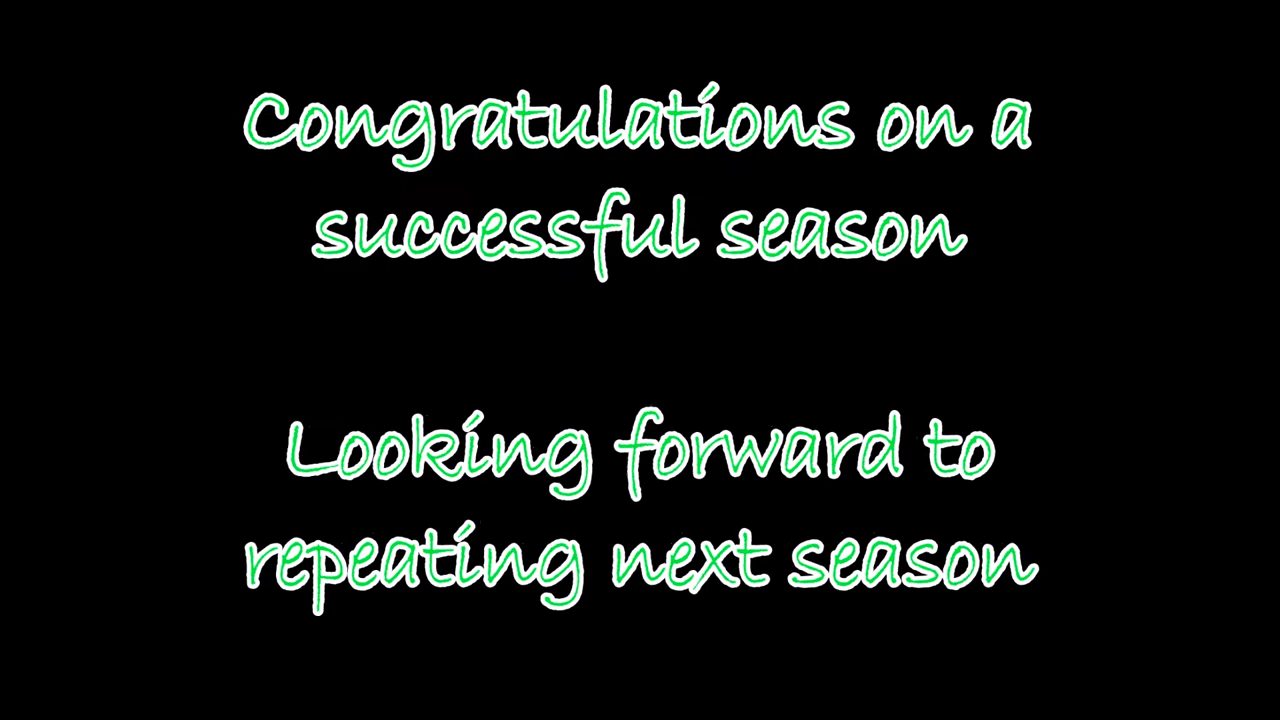 Congratulations on a
successful season
Looking forward to
repeating next season